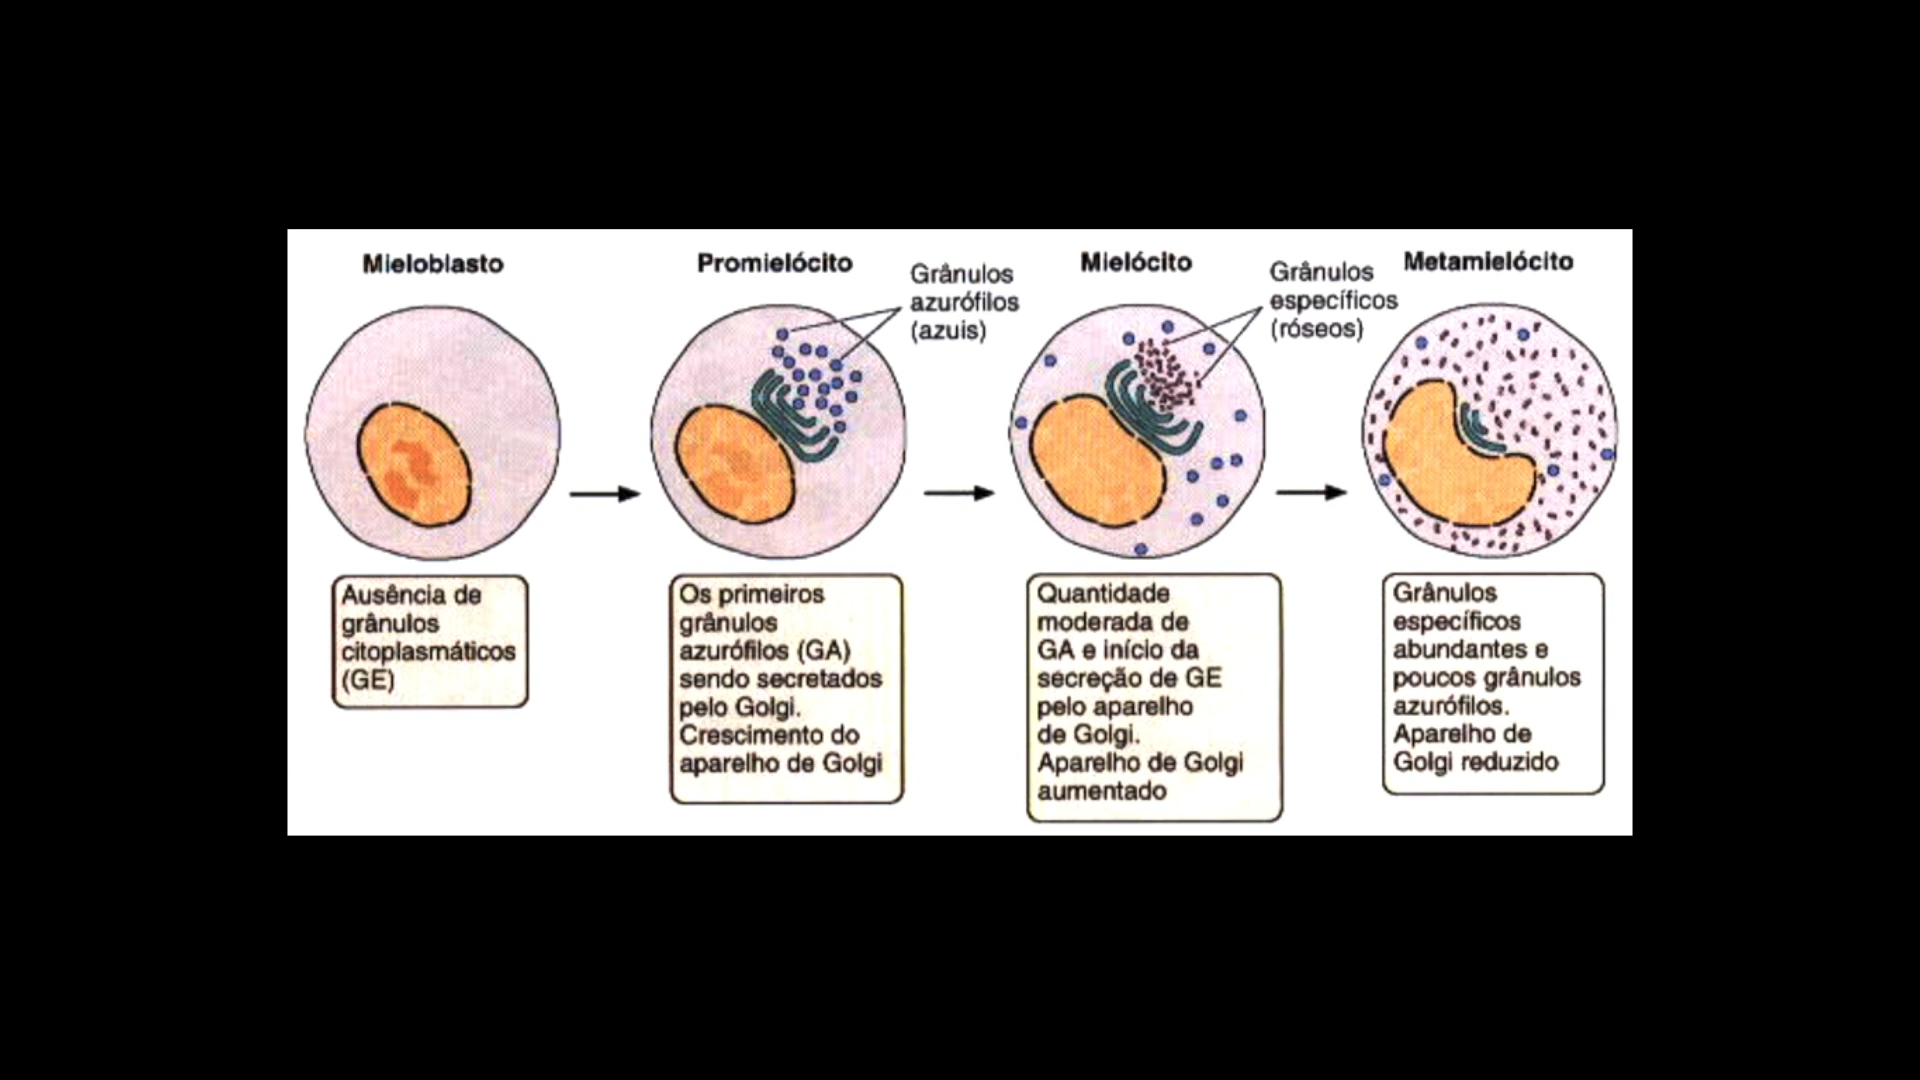 Mieloblasto
Promielócito
Grânulos
azurófilos
(azuis)
Mielócito
Grânulos
específicos
(róseos)
Metamielócito
Ausência de
grânulos
citoplasmáticos
(GE)
Os primeiros
grânulos
azurófilos (GA)
sendo secretados
pelo Golgi.
Crescimento do
aparelho de Golgi
Quantidade
moderada de
GA e início da
secreção de GE
pelo aparelho
de Golgi.
Aparelho de Golgi
aumentado
Grânulos
específicos
abundantes e
poucos grânulos
azurófilos.
Aparelho de
Golgi reduzido